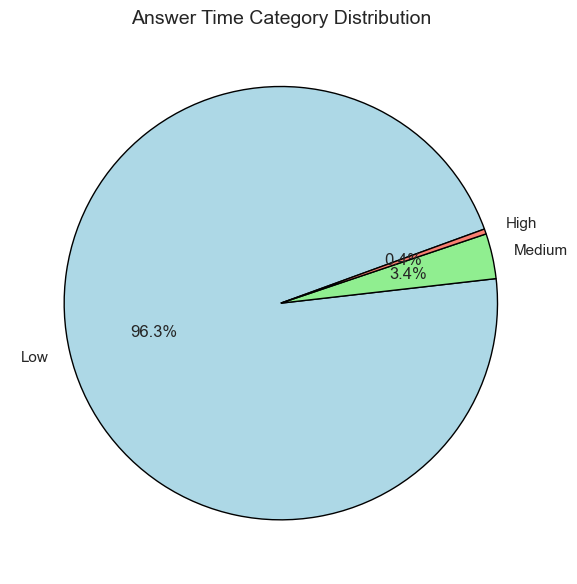 Answer Time Category Distribution
High
Medium
0.4%
3.4%
96.3%
Low